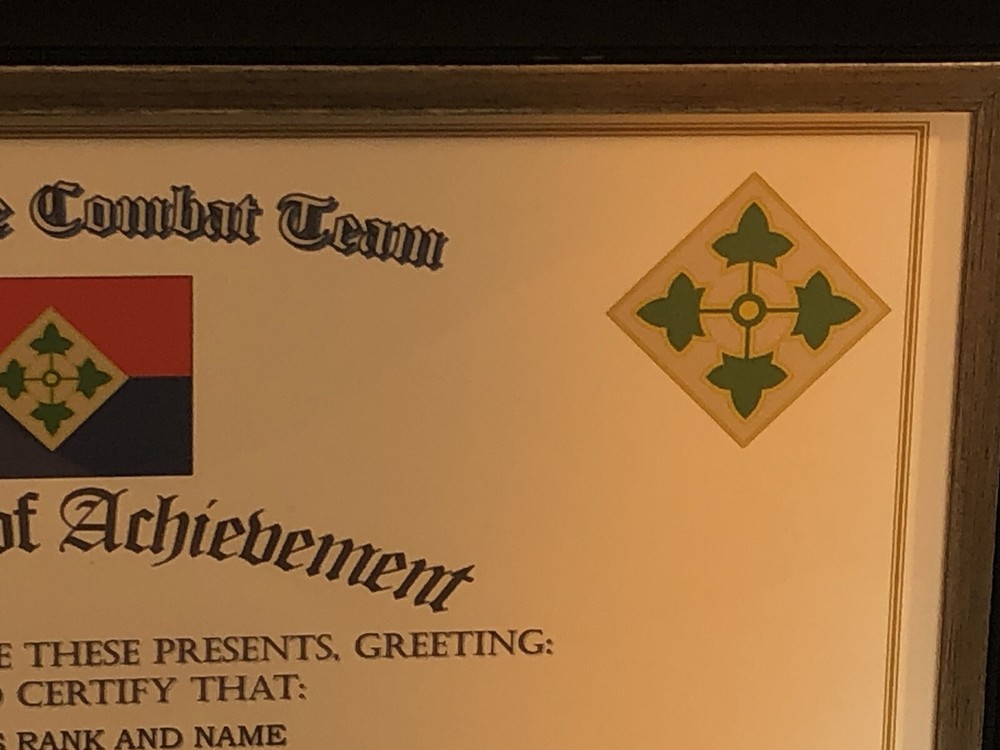 Combat Team
of Achievement
THESE PRESENTS, GREETING:
CERTIFY THAT:
RANK AND NAME